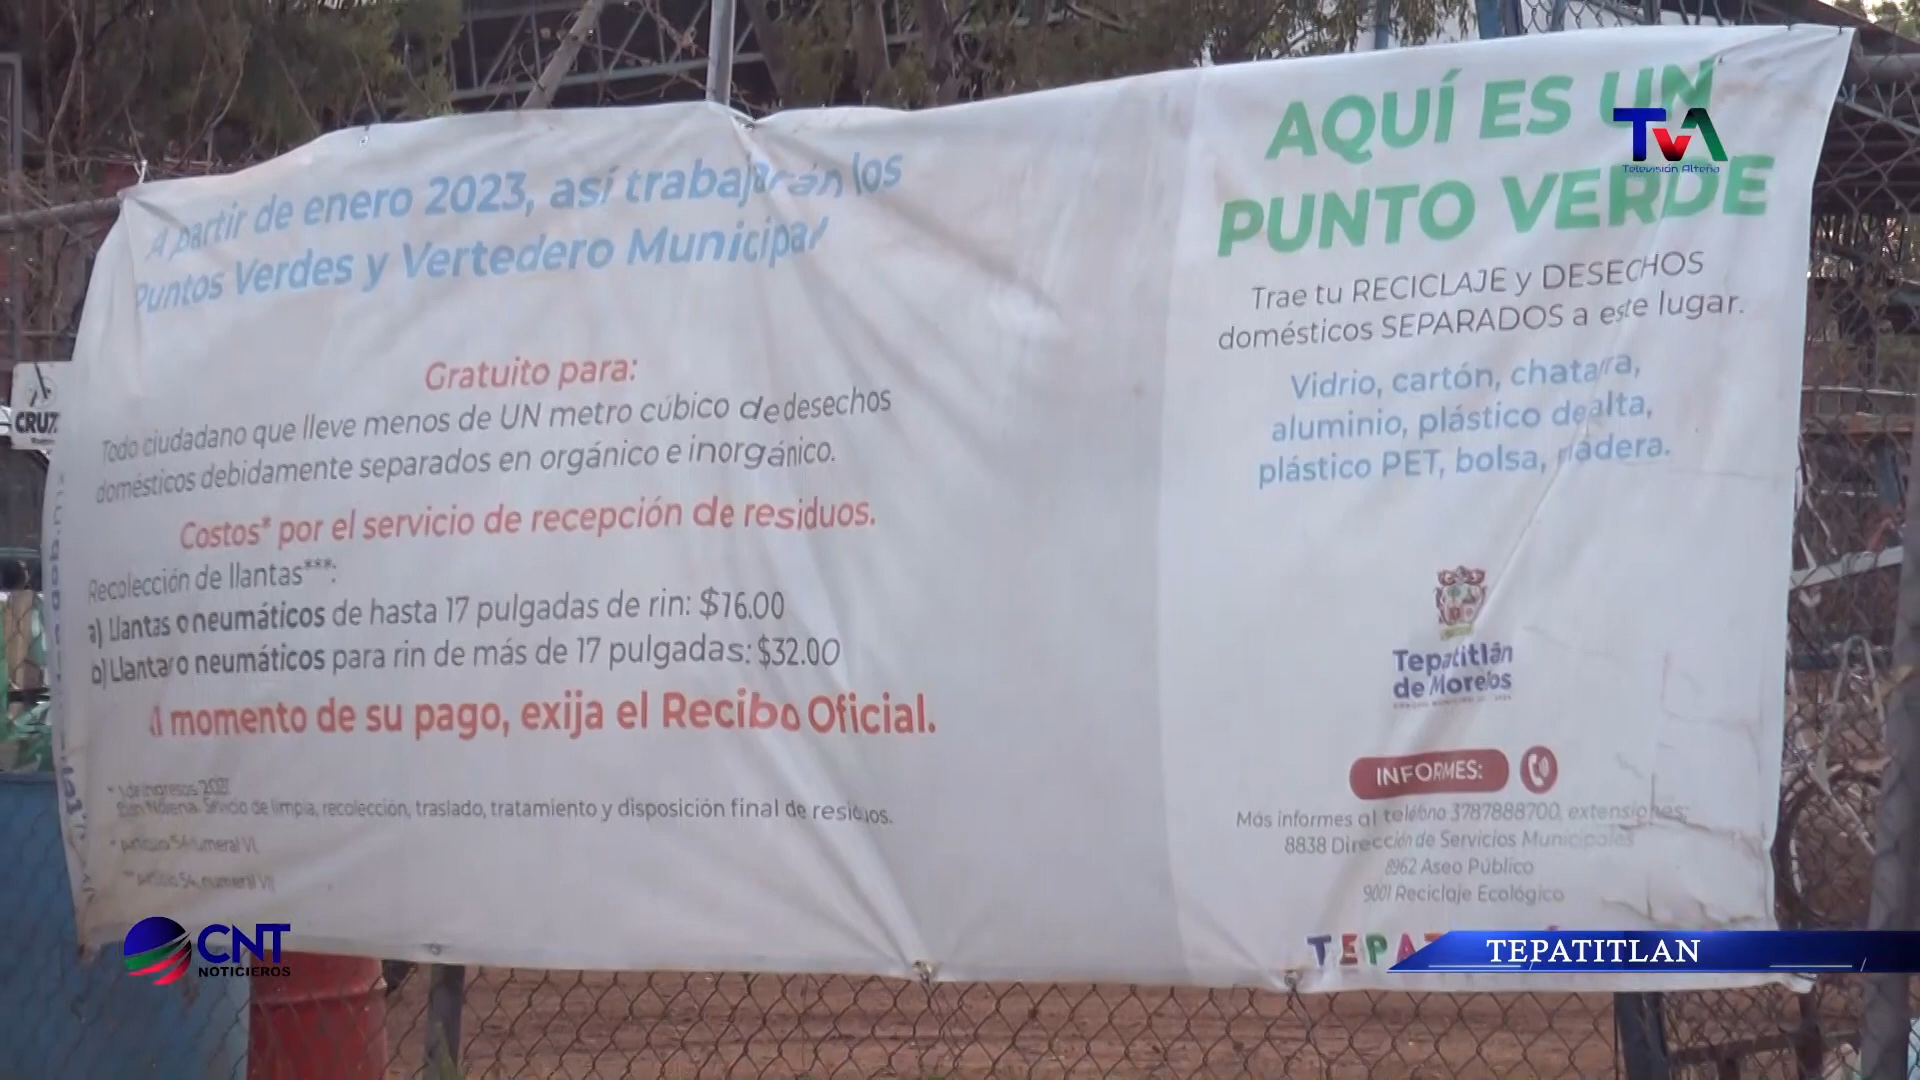 A partir de enero 2023, así trabajarán los
Puntos Verdes y Vertedero Municipal
Gratuito para:
Todo ciudadano que lleve menos de UN metro cúbico de desechos
domésticos debidamente separados en orgánico e inorgánico.
Costos* por el servicio de recepción de residuos.
Recolección de llantas***:
a) Llantas o neumáticos de hasta 17 pulgadas de rin: $16.00
b) Llanta o neumáticos para rin de más de 17 pulgadas: $32.00
momento de su pago, exija el Recibo Oficial.
de ingresos
Servicio de limpia, recolección, traslado, tratamiento y disposición final de residuos.
AQUÍ ES UN
PUNTO VERDE
Trae tu RECICLAJE y DESECHOS
domésticos SEPARADOS a este lugar.
Vidrio, cartón, chatarra,
aluminio, plástico de alta,
plástico PET, bolsa, madera.
Tepatitlán
de Morelos
INFORMES:
Más informes al teléfono 3787888700, extensiones:
8838 Dirección de Servicios Municipales
8962 Aseo Público
9001 Reciclaje Ecológico
TEPA
CRUZ
TvA
Televisión Alteña
CNT
NOTICIEROS
TEPATITLAN